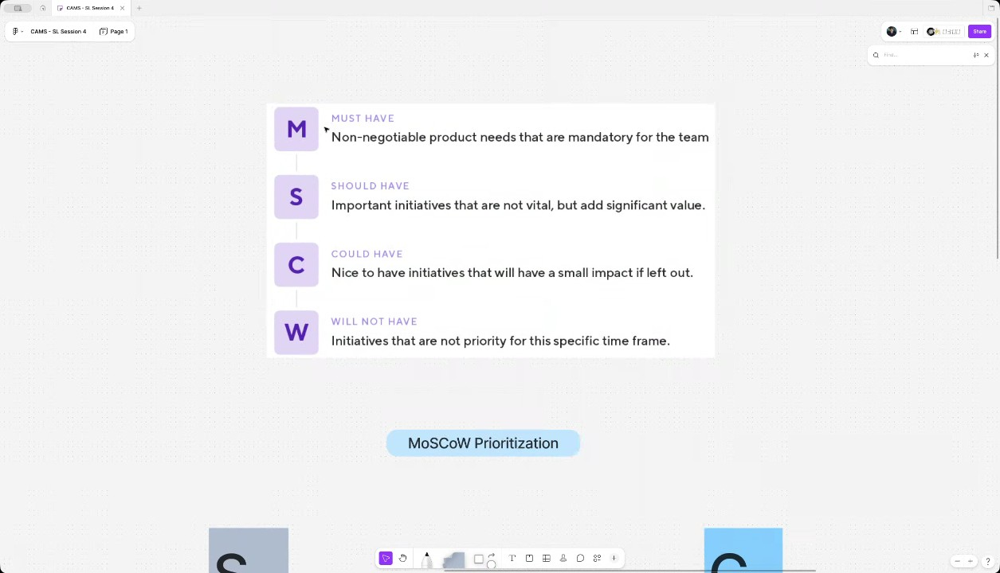 CAMS - SL Session 4
CAMS - SL Session 4
Page 1
Share
Find...
M
MUST HAVE
Non-negotiable product needs that are mandatory for the team
S
SHOULD HAVE
Important initiatives that are not vital, but add significant value.
C
COULD HAVE
Nice to have initiatives that will have a small impact if left out.
W
WILL NOT HAVE
Initiatives that are not priority for this specific time frame.
MoSCoW Prioritization
S
C
T
?